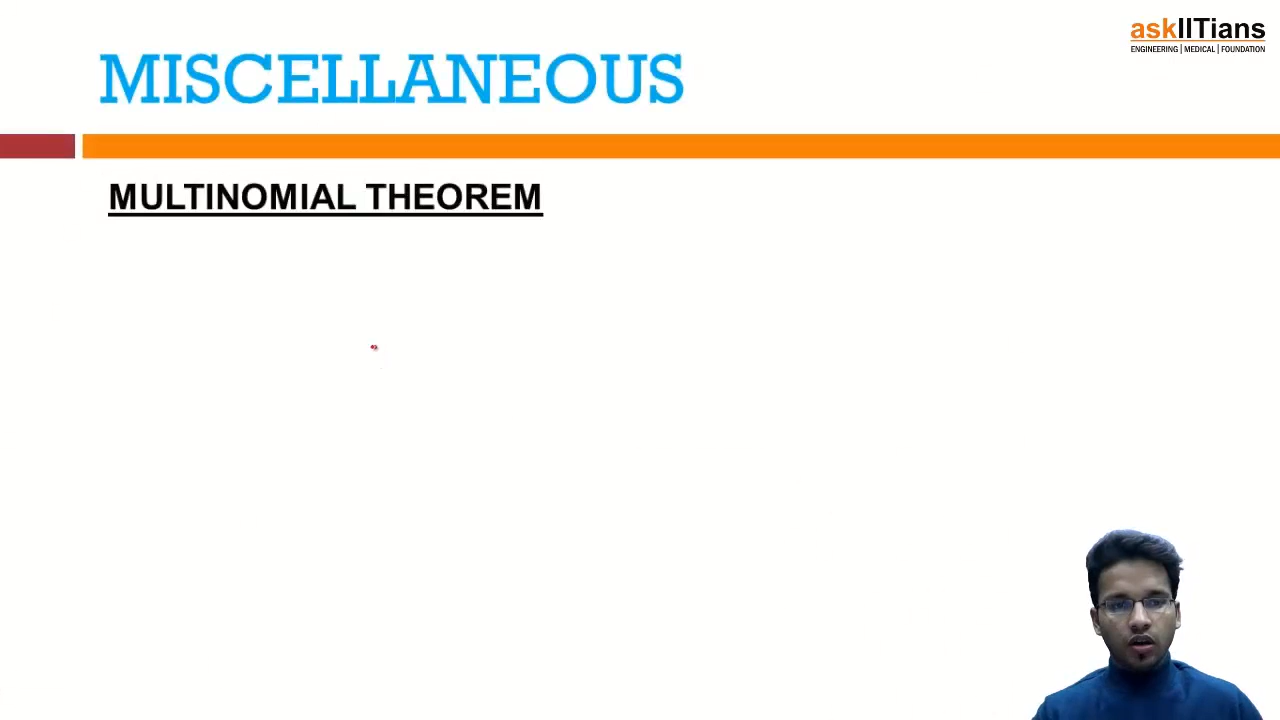 askIITians
ENGINEERING | MEDICAL | FOUNDATION
MISCELLANEOUS
MULTINOMIAL THEOREM